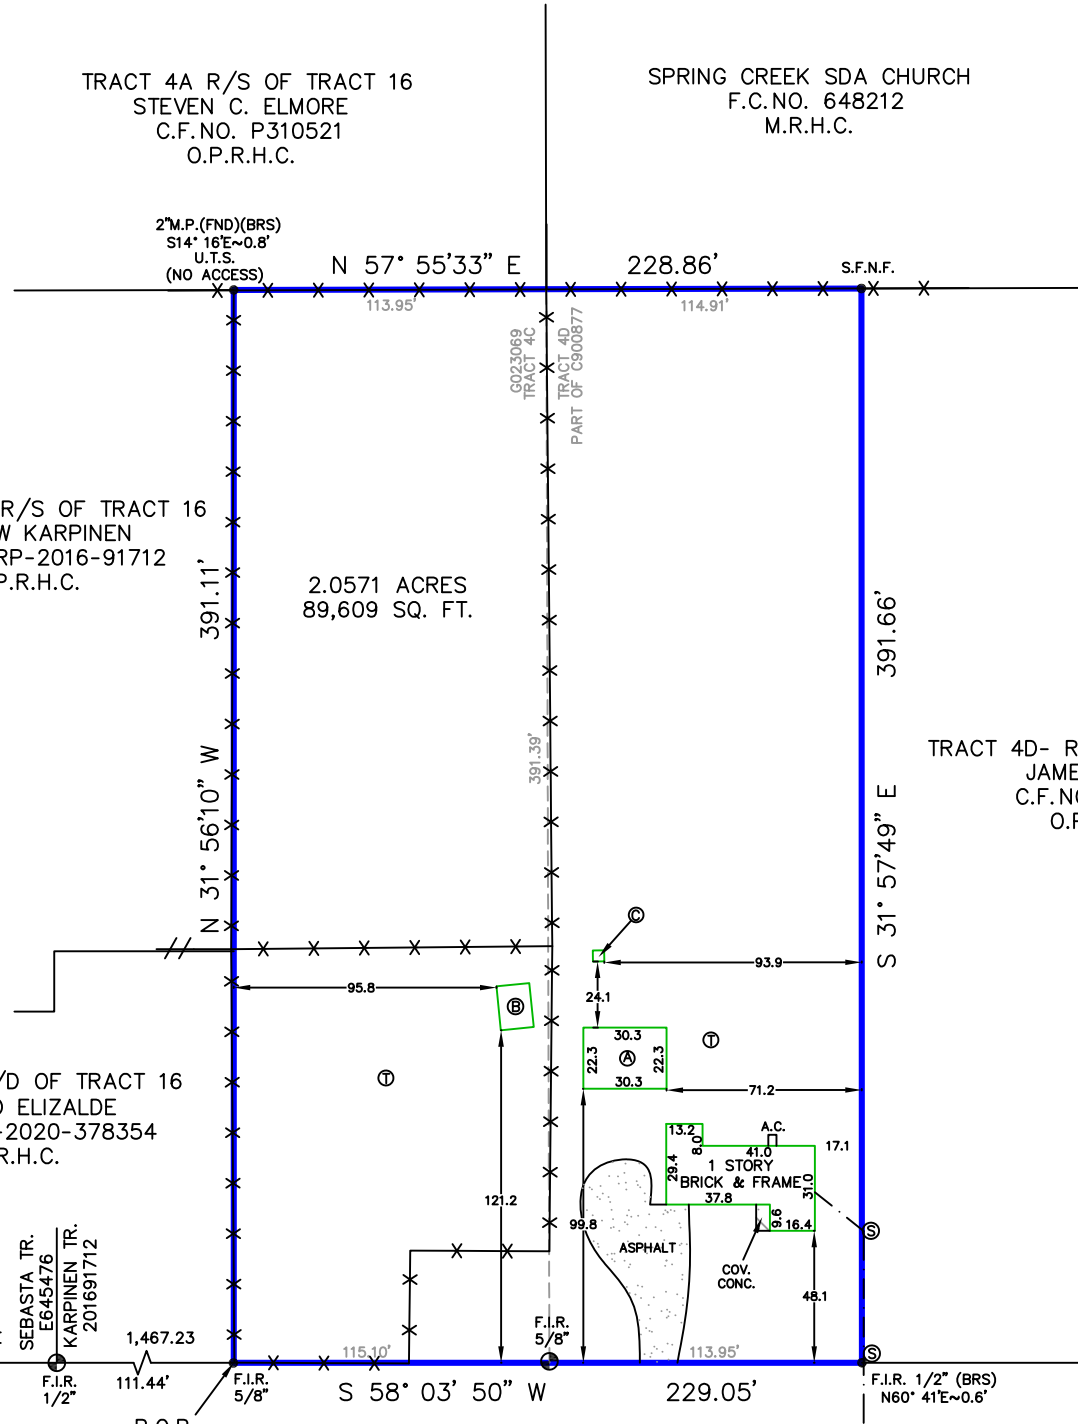 TRACT 4A R/S OF TRACT 16
STEVEN C. ELMORE
C.F.NO. P310521
O.P.R.H.C.
SPRING CREEK SDA CHURCH
F.C.NO. 648212
M.R.H.C.
2"M.P.(FND)(BRS)
S14° 16'E~0.8'
U.T.S.
(NO ACCESS)
N 57° 55'33" E
228.86'
S.F.N.F.
113.95'
114.91'
G023069
TRACT 4C
TRACT 4D
PART OF C900877
R/S OF TRACT 16
W KARPINEN
RP-2016-91712
P.R.H.C.
391.11'
N 31° 56'10" W
2.0571 ACRES
89,609 SQ. FT.
391.39'
391.66'
S 31° 57'49" E
TRACT 4D- R
JAME
C.F.NO
O.P
C
93.9
24.1
95.8
B
30.3
22.3
A
22.3
30.3
T
T
71.2
/D OF TRACT 16
O ELIZALDE
-2020-378354
R.H.C.
13.2
8.0
A.C.
41.0
17.1
29.4
1 STORY
BRICK & FRAME
31.0
37.8
9.6
16.4
121.2
99.8
ASPHALT
COV.
CONC.
48.1
S
S
SEBASTA TR.
E645476
KARPINEN TR.
201691712
1,467.23
111.44'
F.I.R.
1/2"
F.I.R.
5/8"
115.10'
F.I.R.
5/8"
113.95'
S 58° 03' 50" W
229.05'
F.I.R. 1/2" (BRS)
N60° 41'E~0.6'